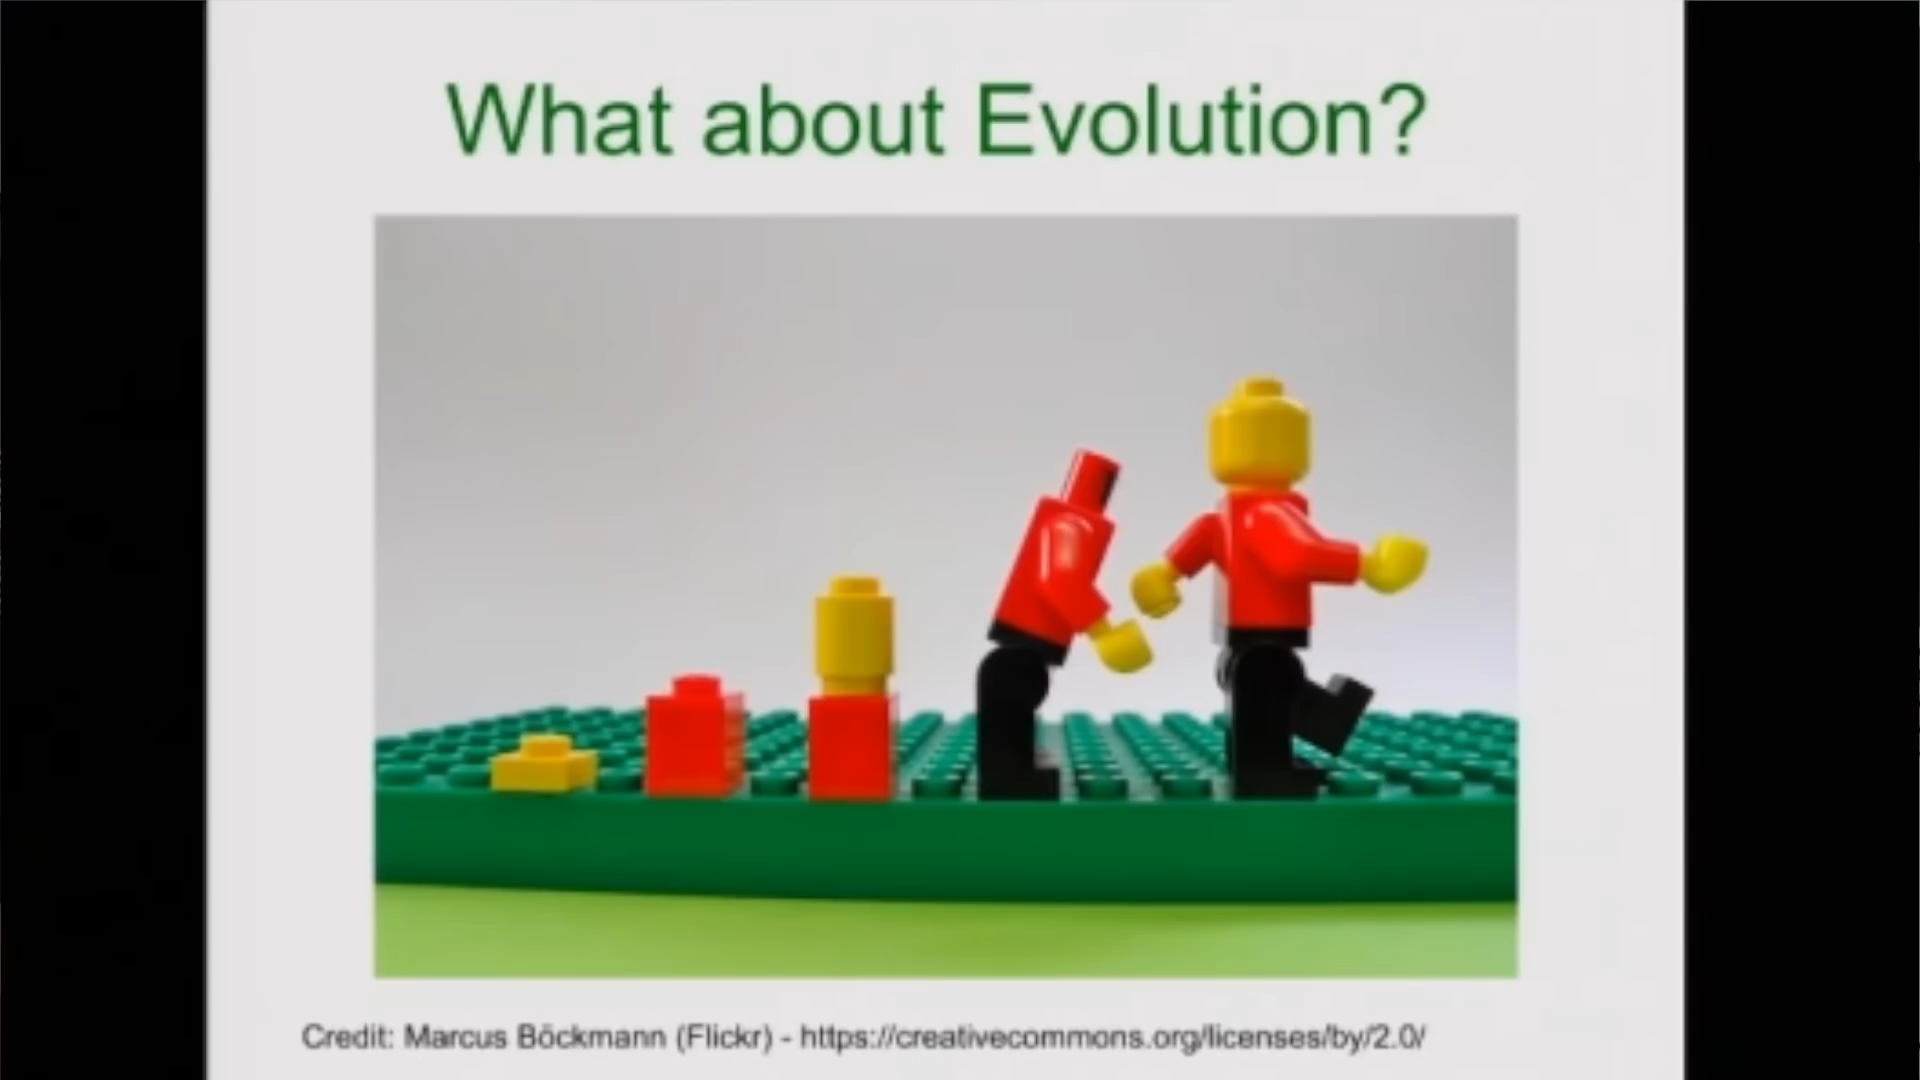 What about Evolution?
Credit: Marcus Böckmann (Flickr) - https://creativecommons.org/licenses/by/2.0/